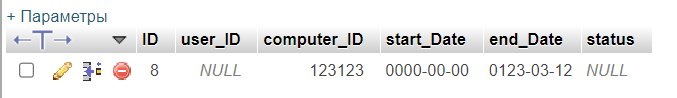 + Параметры
ID user_ID computer_ID start_Date end_Date status
8 NULL 123123 0000-00-00 0123-03-12 NULL